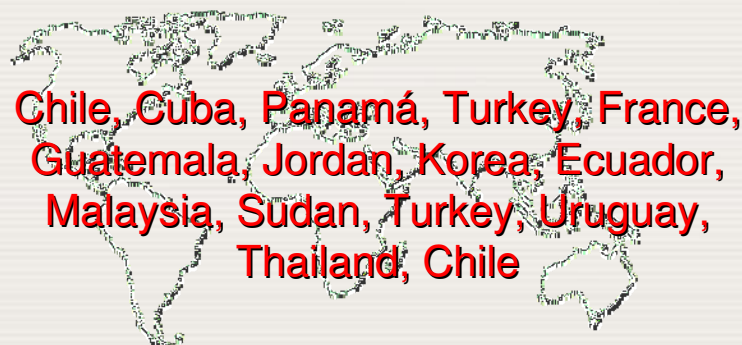 Chile, Cuba, Panamá, Turkey, France,
Guatemala, Jordan, Korea, Ecuador,
Malaysia, Sudan, Turkey, Uruguay,
Thailand, Chile